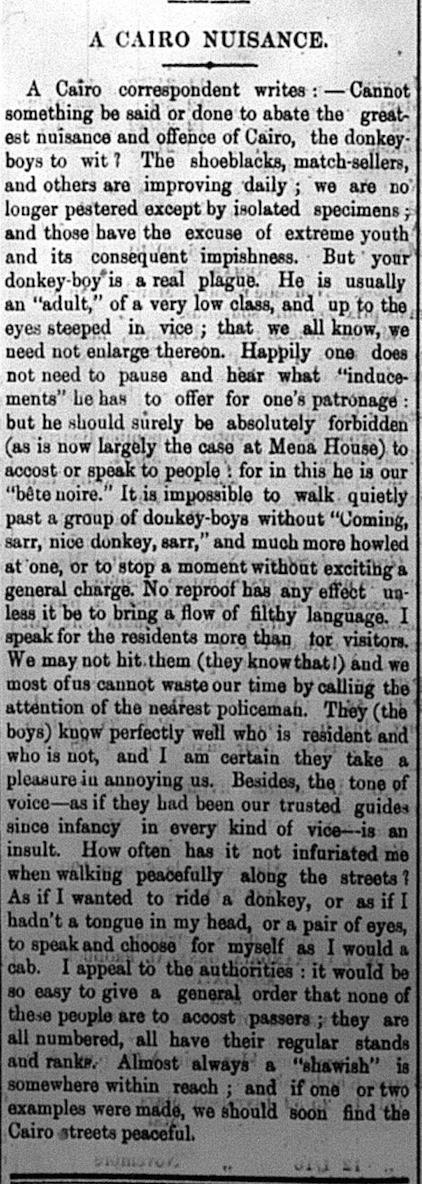 A CAIRO NUISANCE.
A Cairo correspondent writes : — Cannot
something be said or done to abate the great-
est nuisance and offence of Cairo, the donkey-
boys to wit ? The shoeblacks, match-sellers,
and others are improving daily ; we are no
longer pestered except by isolated specimens ;
and those have the excuse of extreme youth
and its consequent impishness. But your
donkey-boy is a real plague. He is usually
an "adult," of a very low class, and up to the
eyes steeped in vice ; that we all know, we
need not enlarge thereon. Happily one does
not need to pause and hear what "induce-
ments" he has to offer for one's patronage :
but he should surely be absolutely forbidden
(as is now largely the case at Mena House) to
accost or speak to people : for in this he is our
"bête noire." It is impossible to walk quietly
past a group of donkey-boys without "Coming,
sarr, nice donkey, sarr," and much more howled
at one, or to stop a moment without exciting a
general charge. No reproof has any effect un-
less it be to bring a flow of filthy language. I
speak for the residents more than for visitors.
We may not hit them (they know that!) and we
most of us cannot waste our time by calling the
attention of the nearest policeman. They (the
boys) know perfectly well who is resident and
who is not, and I am certain they take a
pleasure in annoying us. Besides, the tone of
voice—as if they had been our trusted guides
since infancy in every kind of vice—is an
insult. How often has it not infuriated me
when walking peacefully along the streets ?
As if I wanted to ride a donkey, or as if I
hadn't a tongue in my head, or a pair of eyes,
to speak and choose for myself as I would a
cab. I appeal to the authorities : it would be
so easy to give a general order that none of
these people are to accost passers ; they are
all numbered, all have their regular stands
and ranks. Almost always a "shawish" is
somewhere within reach ; and if one or two
examples were made, we should soon find the
Cairo streets peaceful.